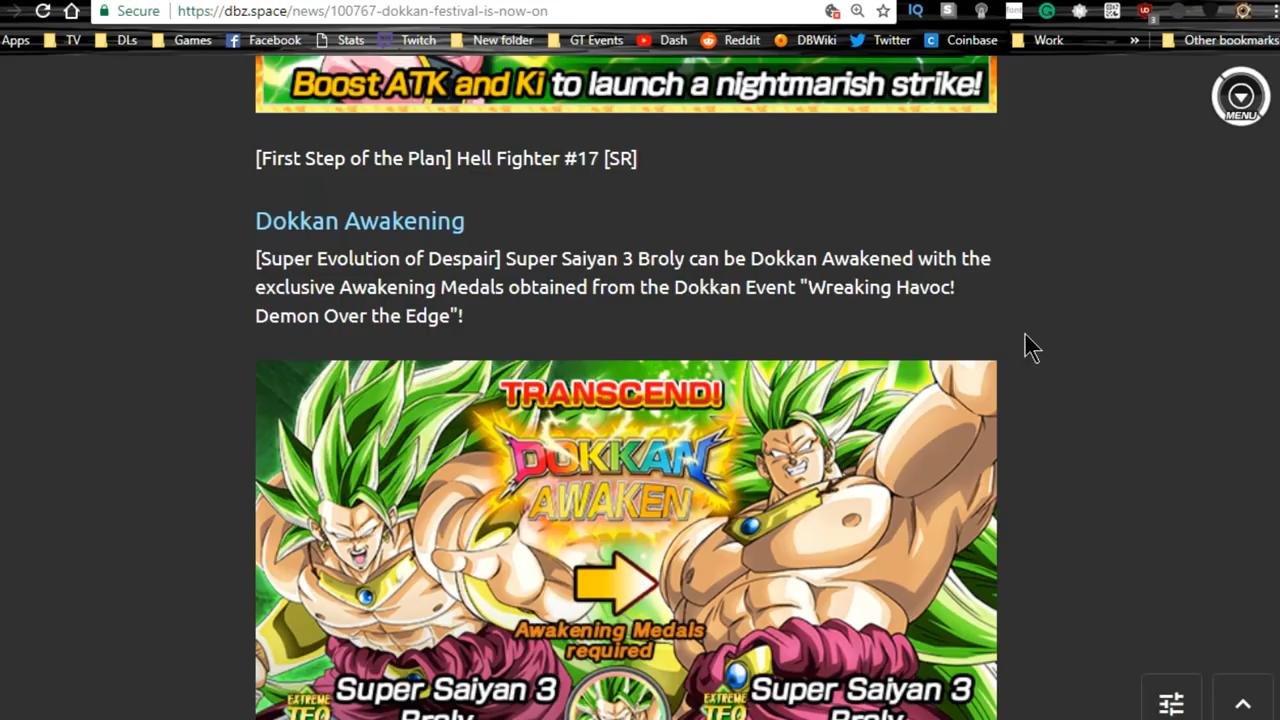 Secure https://dbz.space/news/100767-dokkan-festival-is-now-on
Apps TV DLs Games Facebook Stats Twitch New folder GT Events Dash Reddit DBWiki Twitter Coinbase Work » Other bookmarks
Boost ATK and Ki to launch a nightmarish strike!
MENU
[First Step of the Plan] Hell Fighter #17 [SR]
Dokkan Awakening
[Super Evolution of Despair] Super Saiyan 3 Broly can be Dokkan Awakened with the
exclusive Awakening Medals obtained from the Dokkan Event "Wreaking Havoc!
Demon Over the Edge"!
TRANSCEND!
DOKKAN
AWAKEN
Awakening Medals
required
EXTREME
TEQ
Super Saiyan 3
Broly
EXTREME
TEQ
Super Saiyan 3
Broly